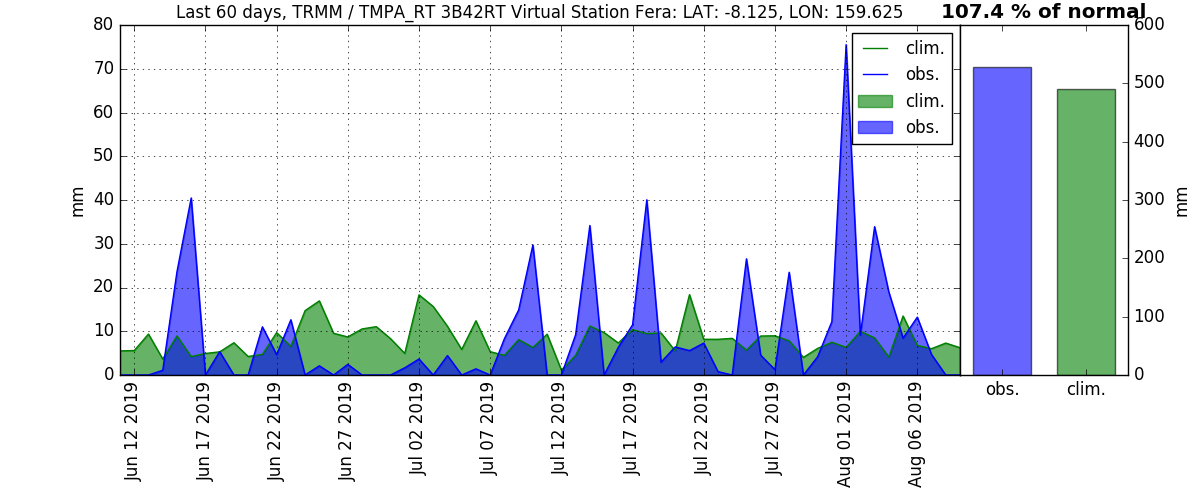 Last 60 days, TRMM / TMPA_RT 3B42RT Virtual Station Fera: LAT: -8.125, LON: 159.625
107.4 % of normal
80
70
60
50
40
30
20
10
0
mm
clim.
obs.
clim.
obs.
600
500
400
300
200
100
0
mm
Jun 12 2019
Jun 17 2019
Jun 22 2019
Jun 27 2019
Jul 02 2019
Jul 07 2019
Jul 12 2019
Jul 17 2019
Jul 22 2019
Jul 27 2019
Aug 01 2019
Aug 06 2019
obs.
clim.